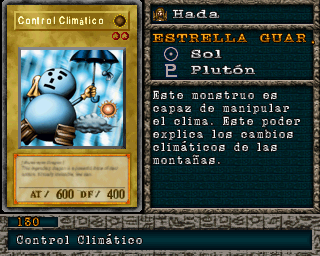 Control Climático
AT/ 600 DF/ 400
Hada
ESTRELLA GUAR.
Sol
Plutón
Este monstruo es
capaz de manipular
el clima. Este poder
explica los cambios
climáticos de las
montañas.
130
Control Climático